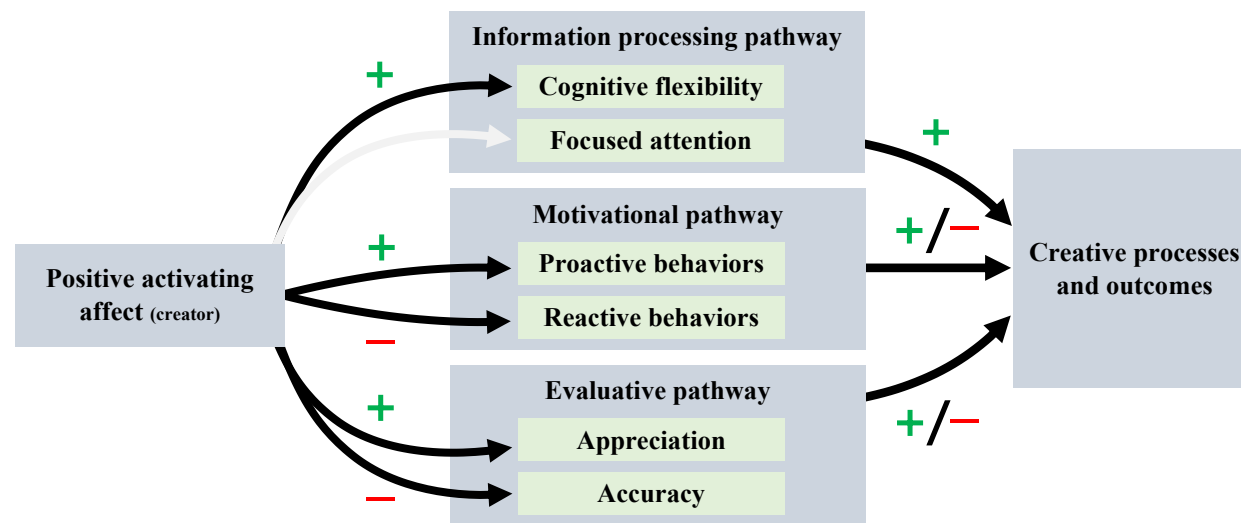 Information processing pathway
+
Cognitive flexibility
Focused attention
+
Motivational pathway
+/−
+
Proactive behaviors
Positive activating
affect (creator)
Creative processes
and outcomes
Reactive behaviors
−
Evaluative pathway
+
+/−
Appreciation
Accuracy
−